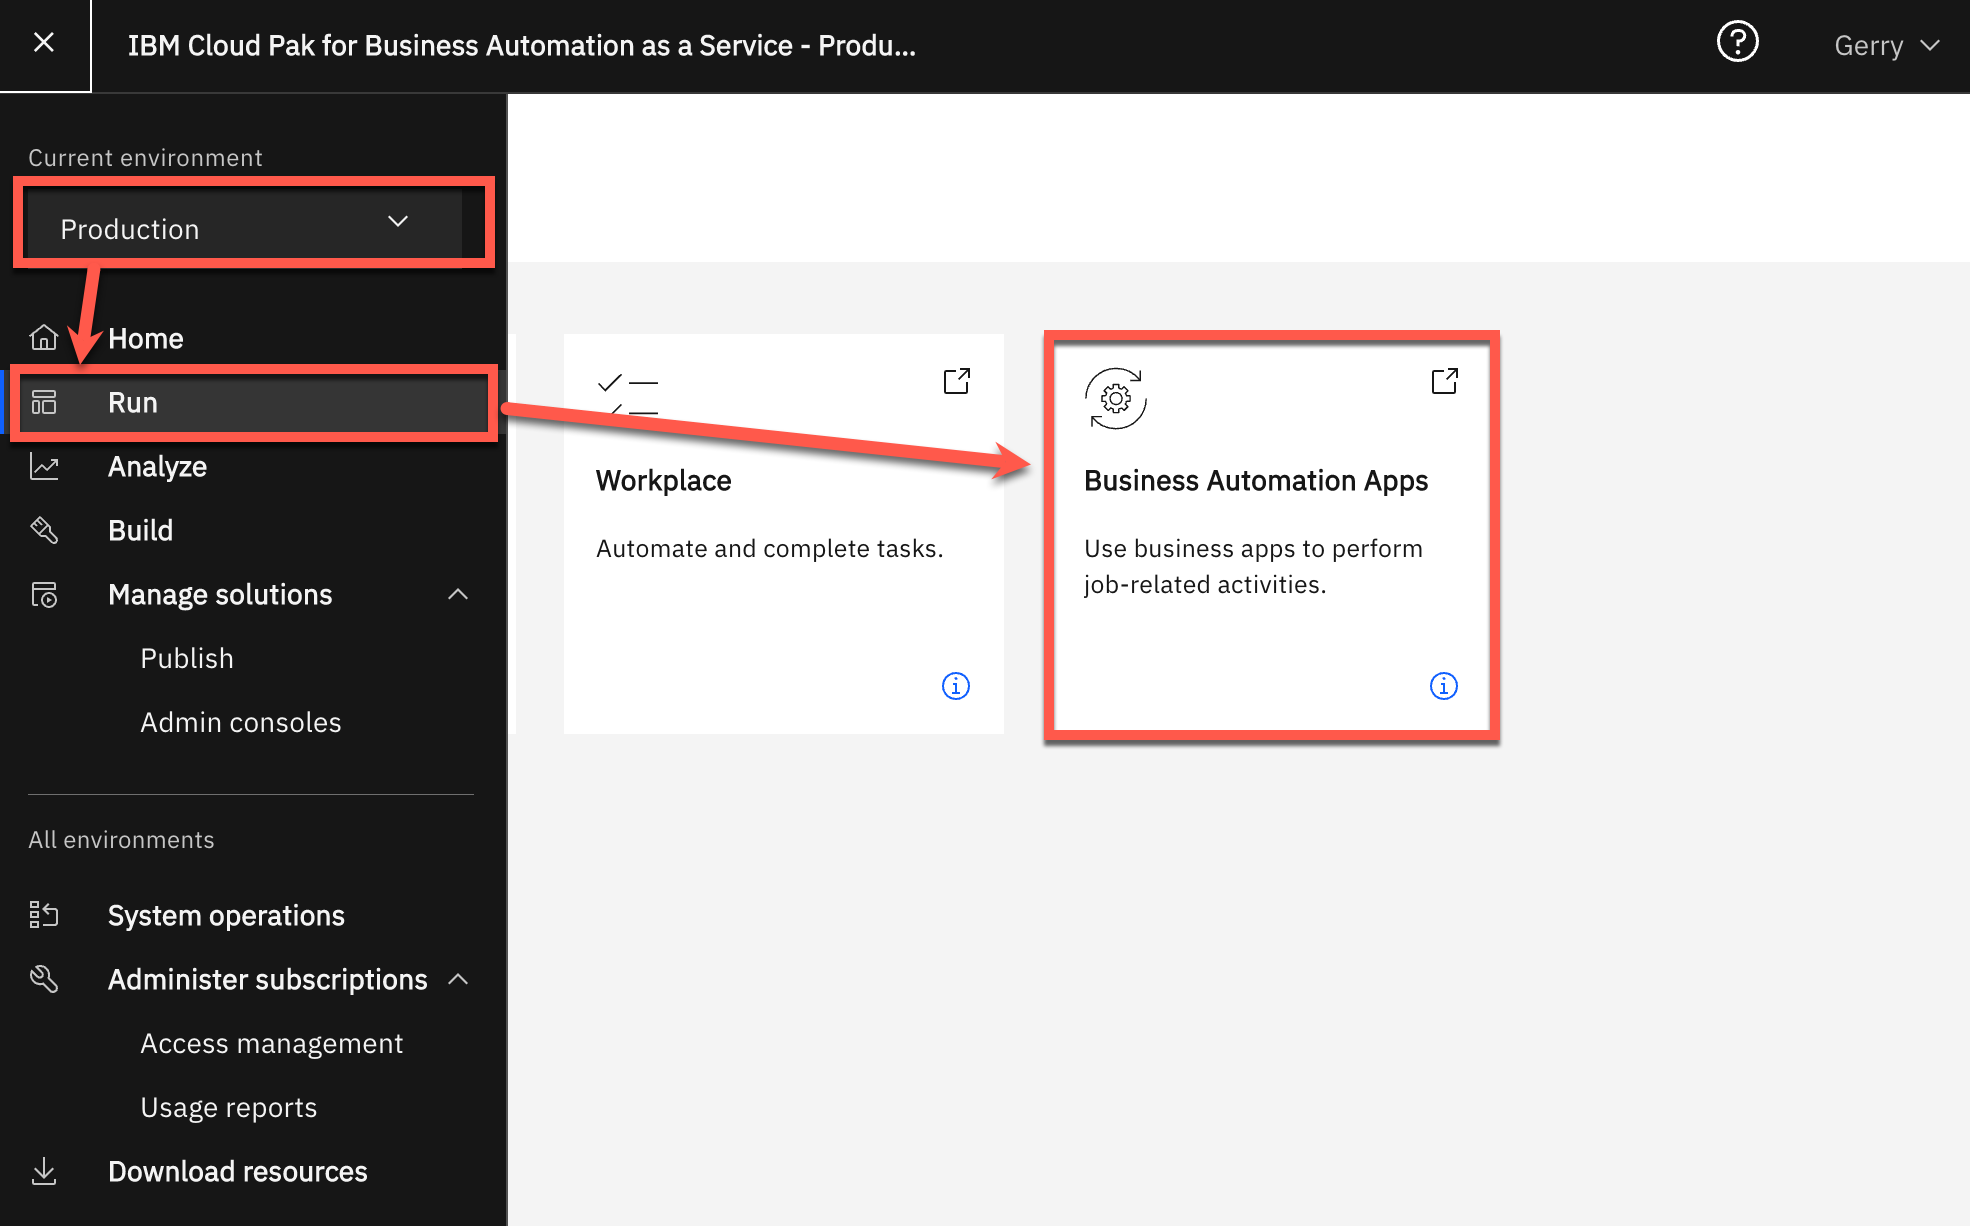 IBM Cloud Pak for Business Automation as a Service - Produ...
Gerry
Current environment
Production
Home
Run
Analyze
Build
Manage solutions
Publish
Admin consoles
All environments
System operations
Administer subscriptions
Access management
Usage reports
Download resources
Workplace
Automate and complete tasks.
Business Automation Apps
Use business apps to perform
job-related activities.